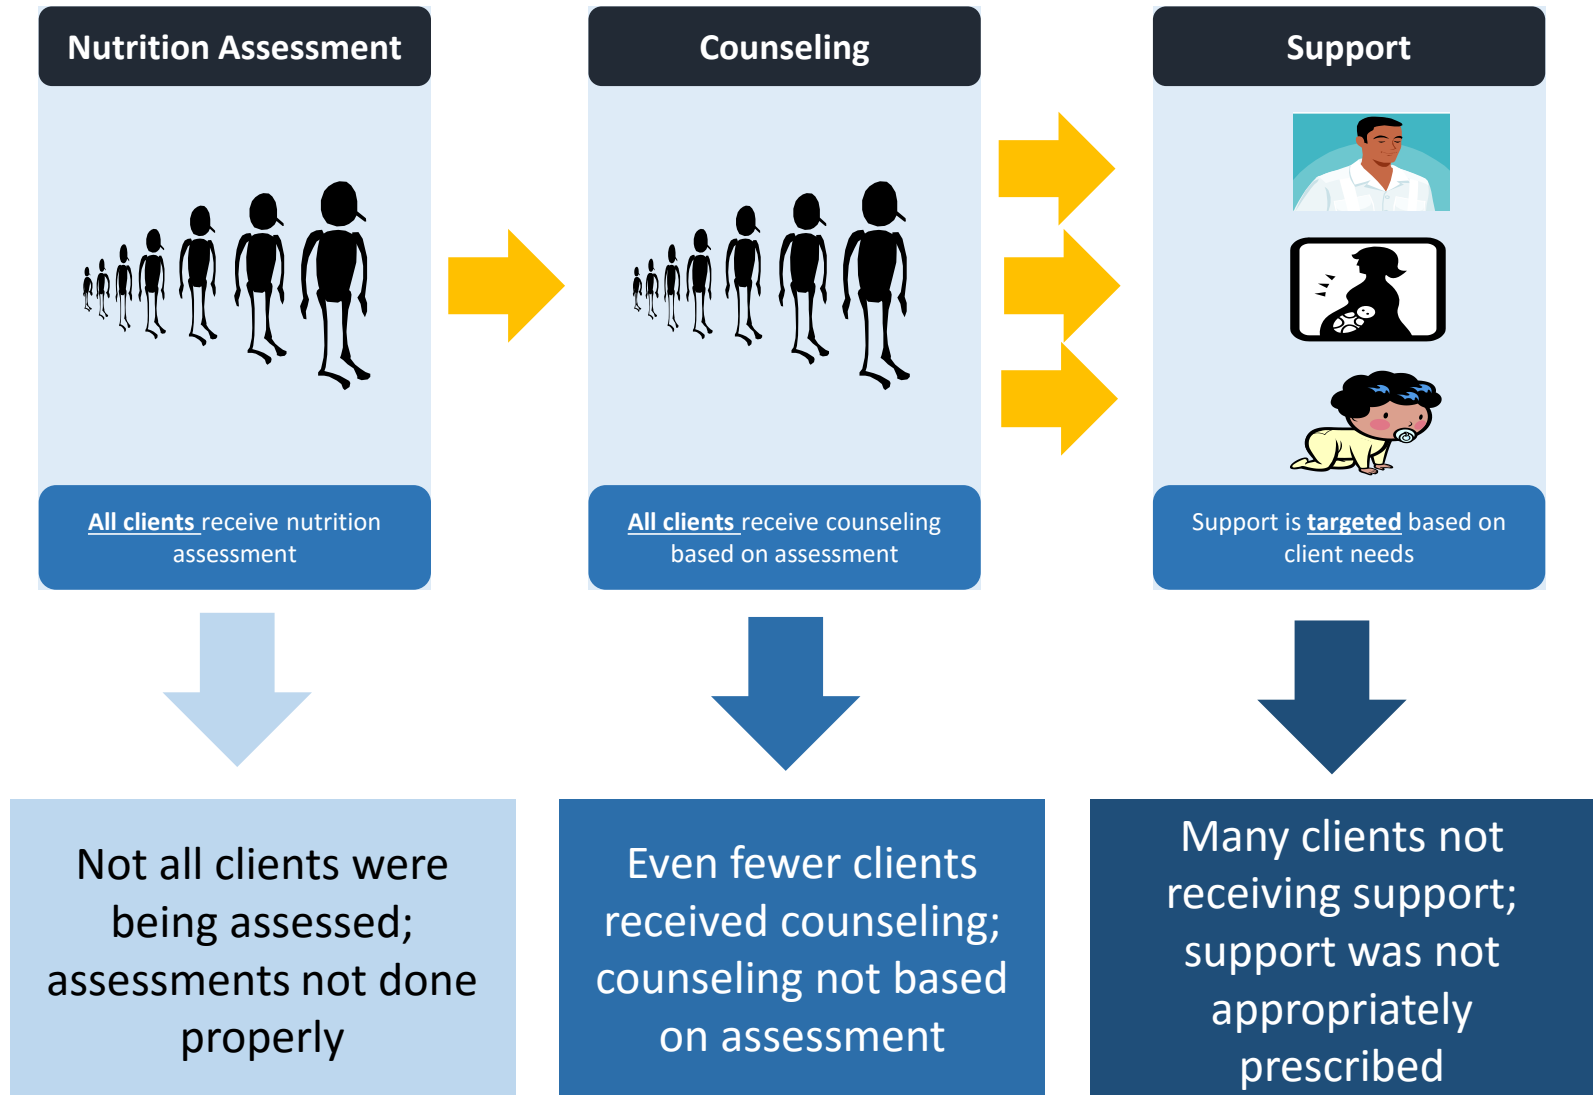 Nutrition Assessment
Counseling
Support
All clients receive nutrition
assessment
All clients receive counseling
based on assessment
Support is targeted based on
client needs
Not all clients were
being assessed;
assessments not done
properly
Even fewer clients
received counseling;
counseling not based
on assessment
Many clients not
receiving support;
support was not
appropriately
prescribed